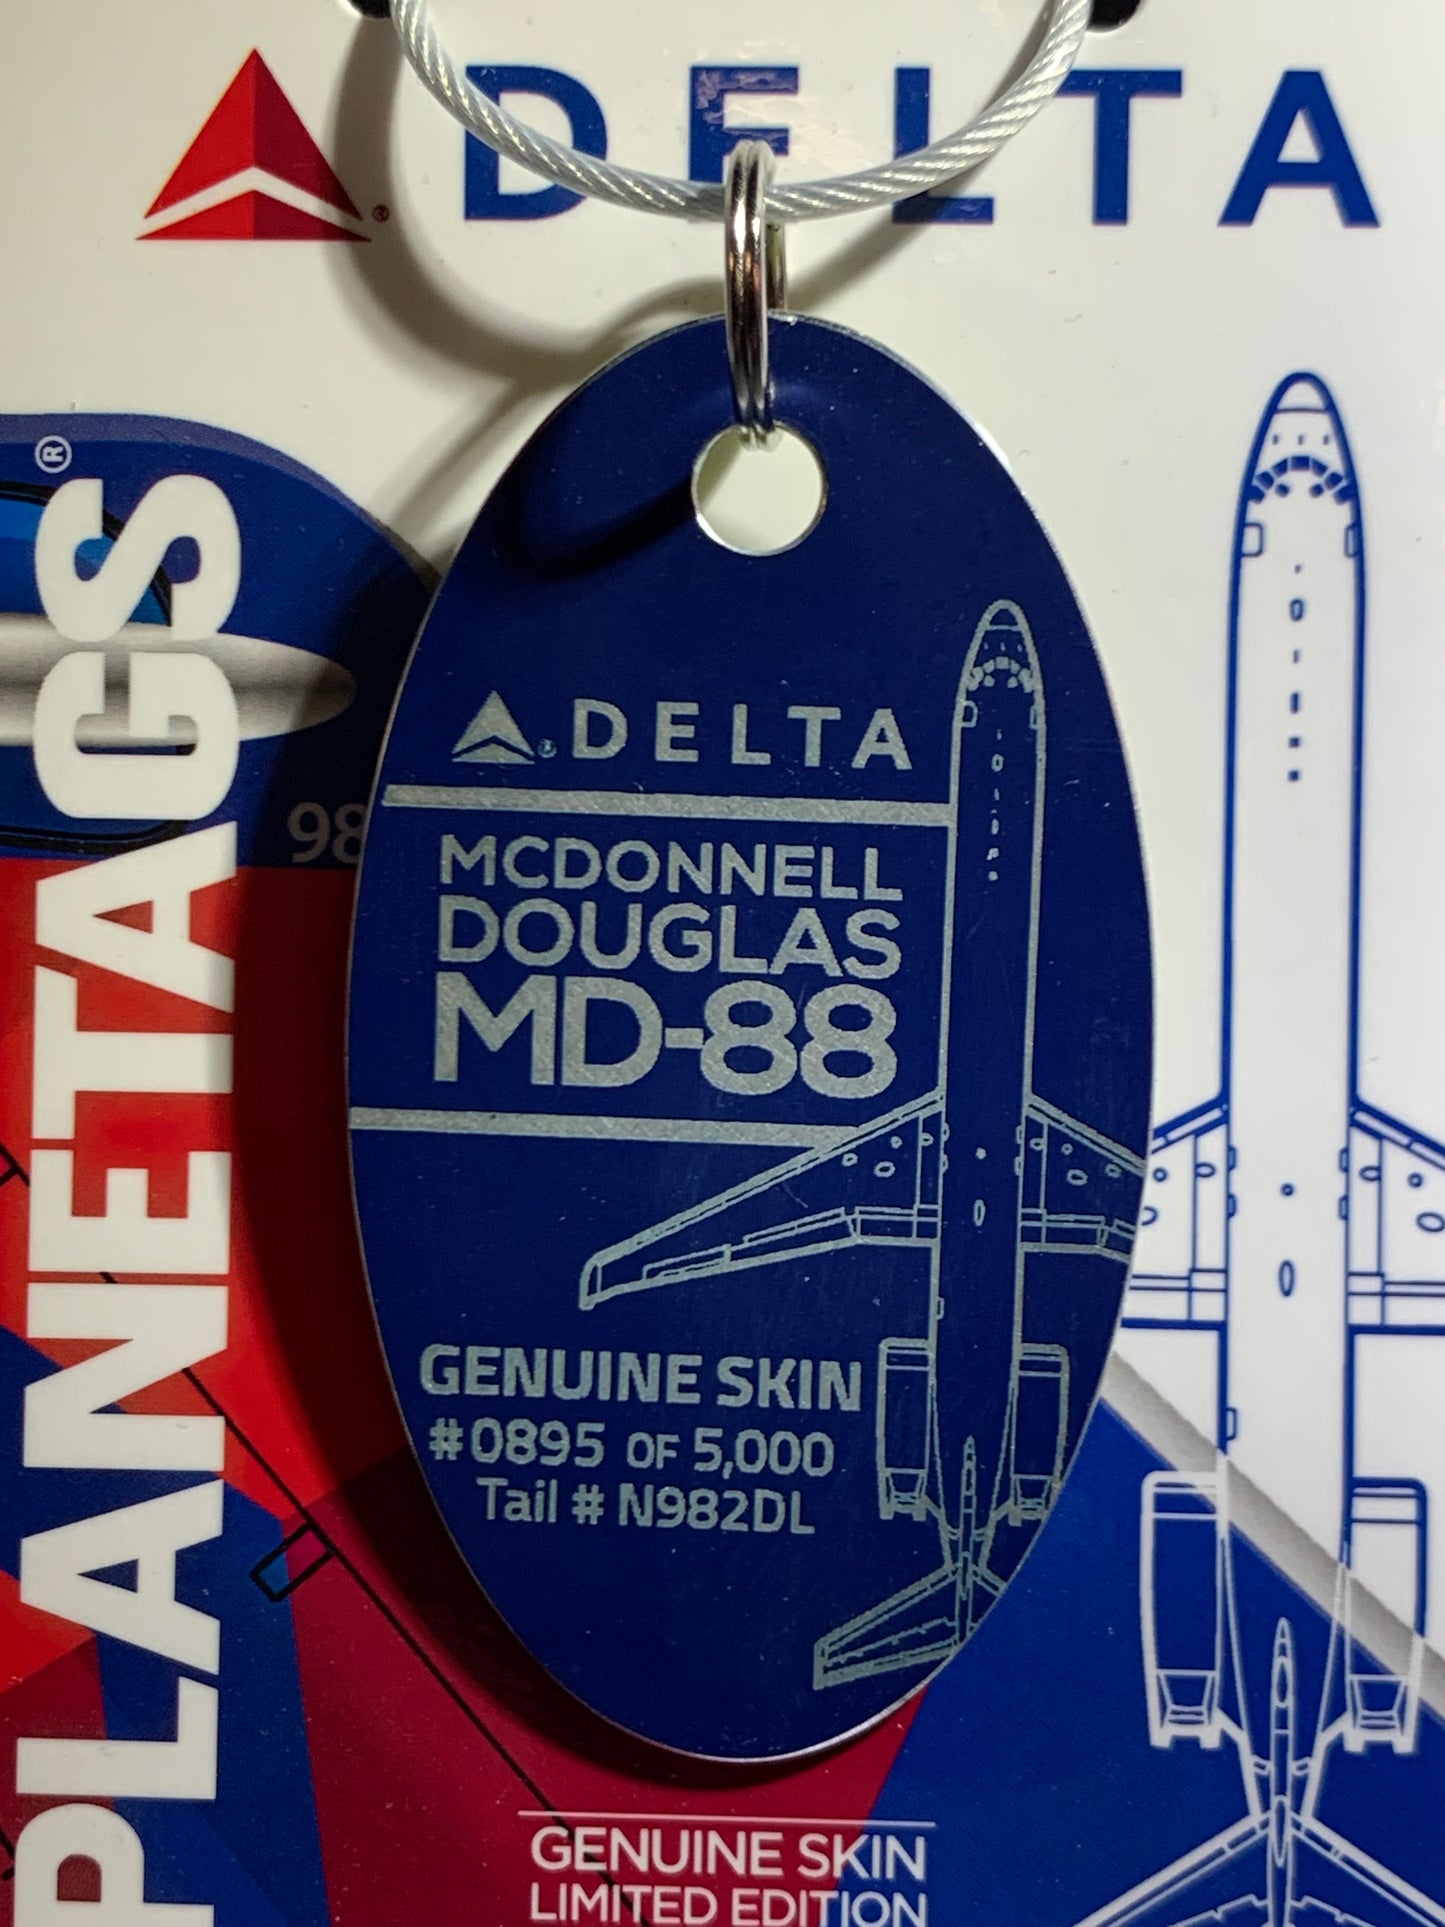 DELTA
PLANETAGS®
98
DELTA
MCDONNELL
DOUGLAS
MD-88
GENUINE SKIN
#0895 OF 5,000
Tail # N982DL
GENUINE SKIN
LIMITED EDITION